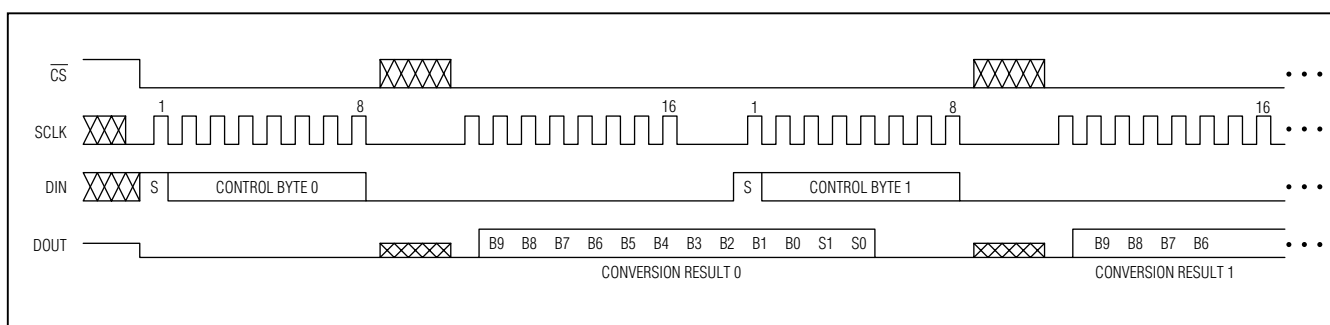 CS
1 8 16 1 8 16
SCLK
DIN S CONTROL BYTE 0 S CONTROL BYTE 1
DOUT B9 B8 B7 B6 B5 B4 B3 B2 B1 B0 S1 S0 B9 B8 B7 B6
CONVERSION RESULT 0 CONVERSION RESULT 1